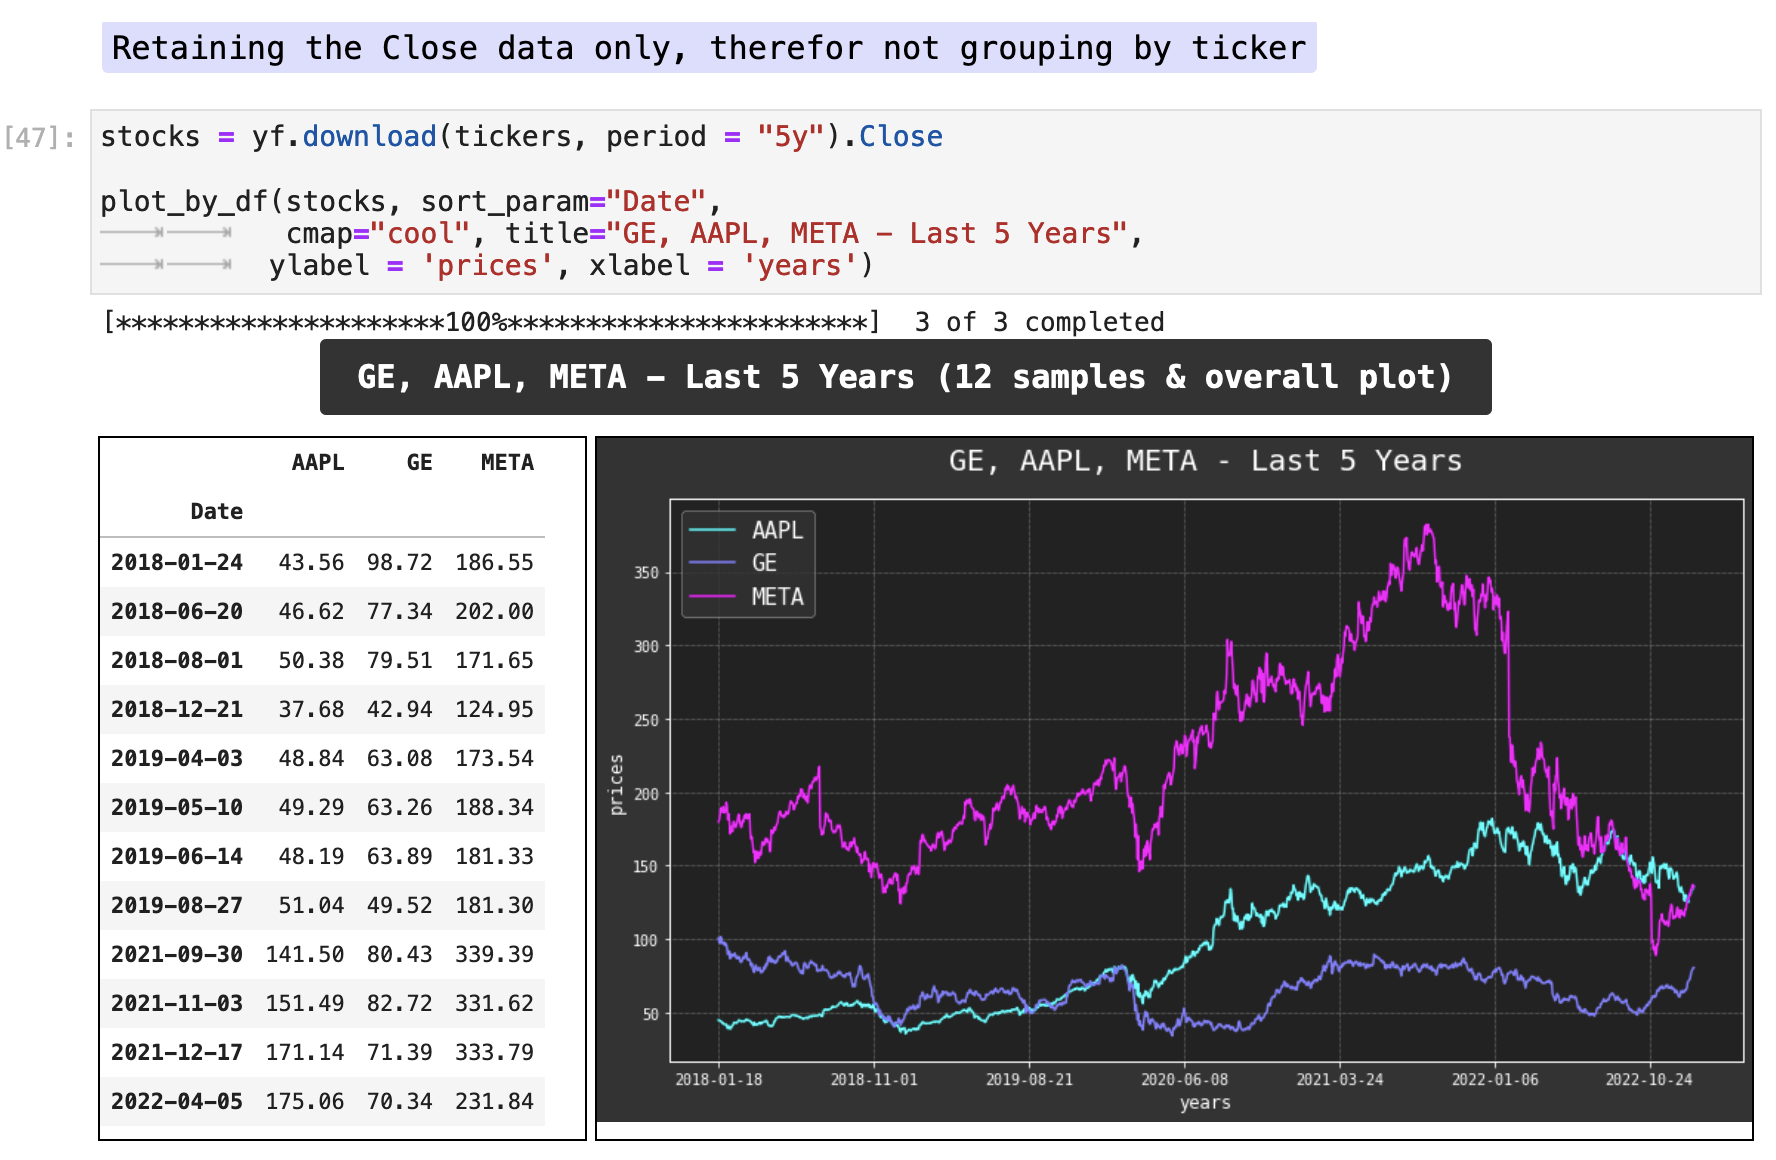 Retaining the Close data only, therefor not grouping by ticker
[47]:
stocks = yf.download(tickers, period = "5y").Close
plot_by_df(stocks, sort_param="Date",
cmap="cool", title="GE, AAPL, META – Last 5 Years",
ylabel = 'prices', xlabel = 'years')
[*********************100%***********************]  3 of 3 completed
GE, AAPL, META – Last 5 Years (12 samples & overall plot)
AAPL GE META
Date
2018-01-24 43.56 98.72 186.55
2018-06-20 46.62 77.34 202.00
2018-08-01 50.38 79.51 171.65
2018-12-21 37.68 42.94 124.95
2019-04-03 48.84 63.08 173.54
2019-05-10 49.29 63.26 188.34
2019-06-14 48.19 63.89 181.33
2019-08-27 51.04 49.52 181.30
2021-09-30 141.50 80.43 339.39
2021-11-03 151.49 82.72 331.62
2021-12-17 171.14 71.39 333.79
2022-04-05 175.06 70.34 231.84
GE, AAPL, META - Last 5 Years
AAPL
GE
META
350
300
250
200
150
100
50
prices
2018-01-18 2018-11-01 2019-08-21 2020-06-08 2021-03-24 2022-01-06 2022-10-24
years